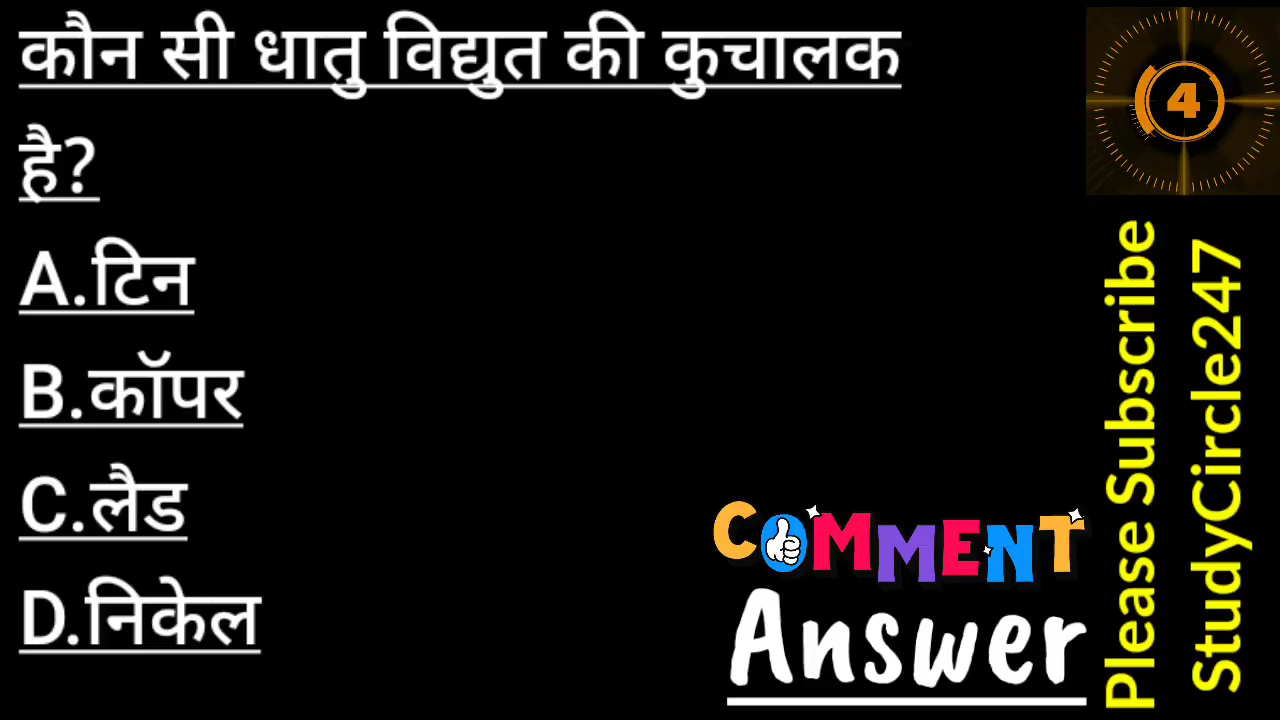 कौन सी धातु विद्युत की कुचालक
है?
A.टिन
B.कॉपर
C.लैड
D.निकेल
4
COMMENT
Answer
Please Subscribe
StudyCircle247